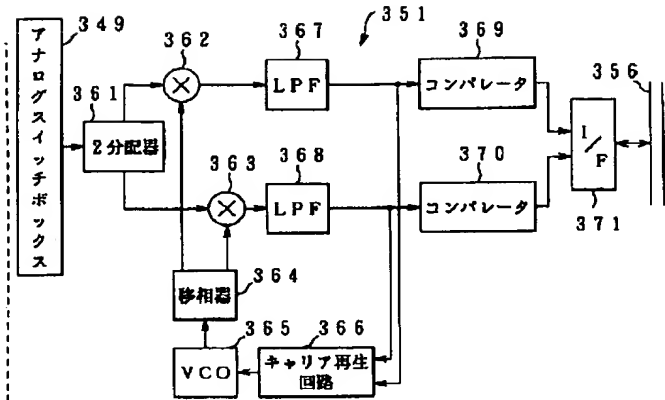 349
アナログスイッチボックス
361
2分配器
362
367
LPF
351
369
コンパレータ
356
I/F
371
363
368
LPF
370
コンパレータ
364
移相器
365
VCO
366
キャリア再生
回路